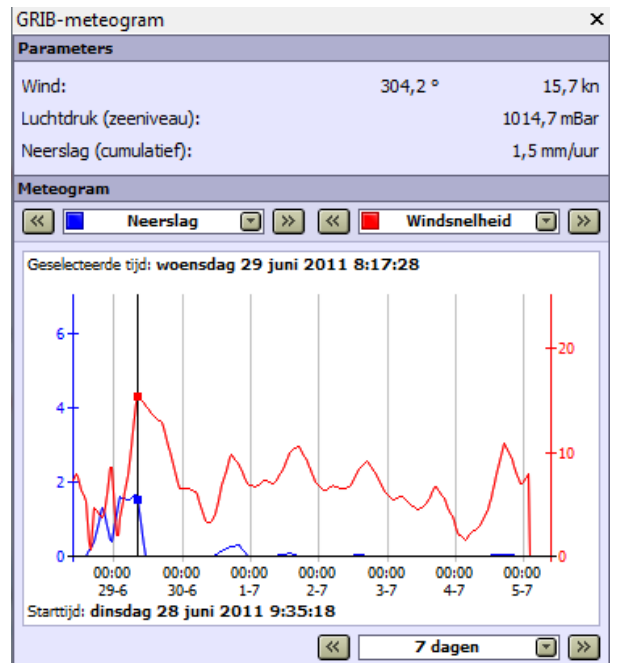 GRIB-meteogram
Parameters
Wind: 304,2 ° 15,7 kn
Luchtdruk (zeeniveau): 1014,7 mBar
Neerslag (cumulatief): 1,5 mm/uur
Meteogram
Neerslag Windsnelheid
Geselecteerde tijd: woensdag 29 juni 2011 8:17:28
6
20
4
10
2
0 0
00:00 00:00 00:00 00:00 00:00 00:00 00:00
29-6 30-6 1-7 2-7 3-7 4-7 5-7
Starttijd: dinsdag 28 juni 2011 9:35:18
7 dagen